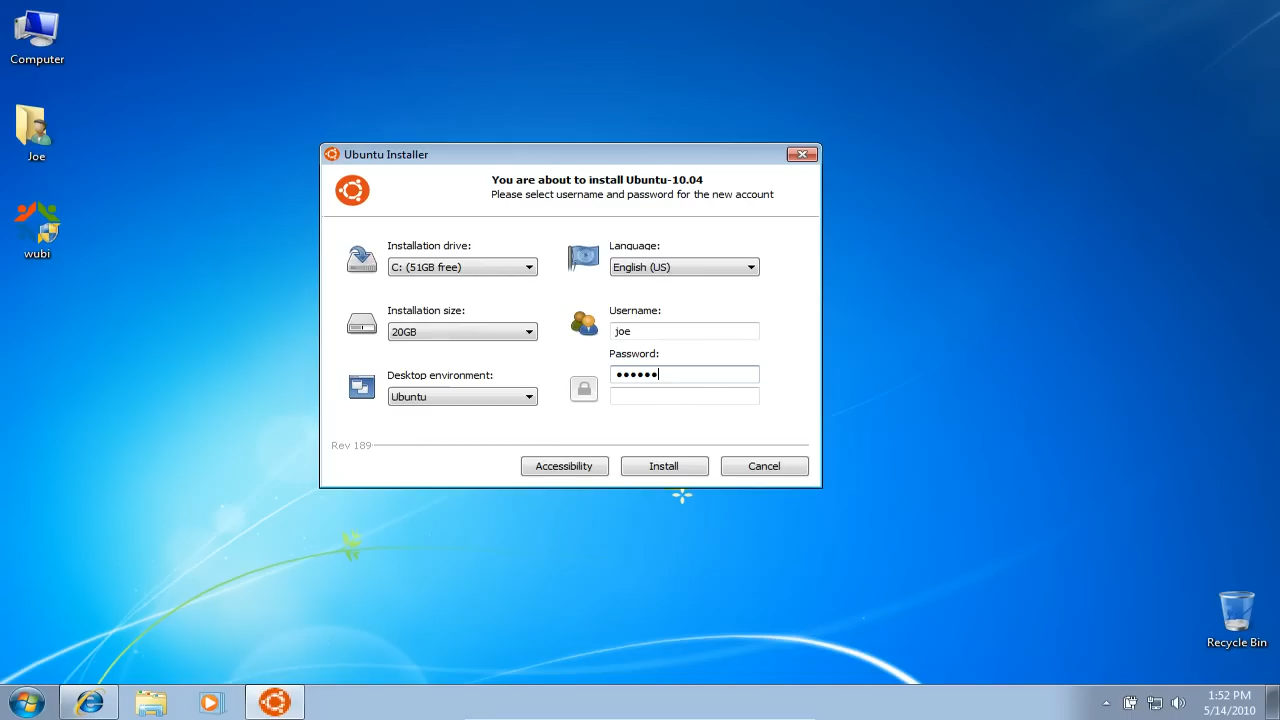 Computer
Joe
wubi
Ubuntu Installer
You are about to install Ubuntu-10.04
Please select username and password for the new account
Installation drive:
C: (51GB free)
Language:
English (US)
Installation size:
20GB
Username:
joe
Password:
●●●●●●
Desktop environment:
Ubuntu
Rev 189
Accessibility
Install
Cancel
Recycle Bin
1:52 PM
5/14/2010